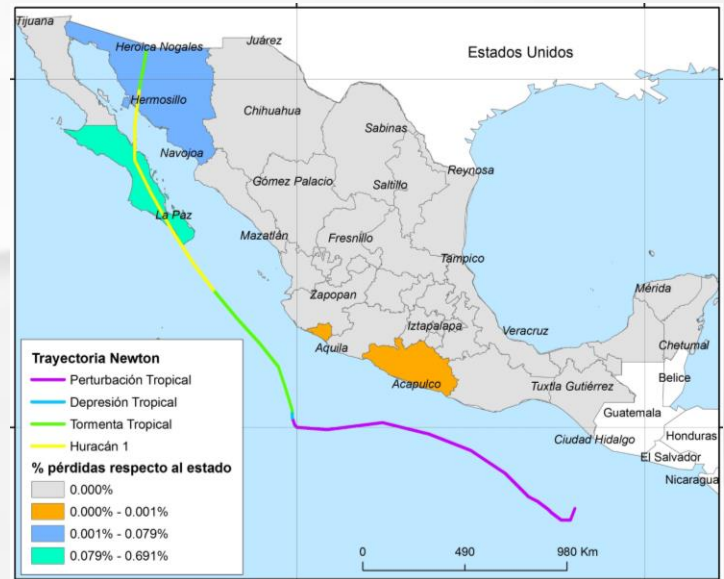 Tijuana
Heroica Nogales
Juárez
Estados Unidos
Hermosillo
Chihuahua
Sabinas
Navojoa
Reynosa
Gómez Palacio
Saltillo
La Paz
Mazatlán
Fresnillo
Tampico
Zapopan
Mérida
Iztapalapa
Veracruz
Aquila
Chetumal
Acapulco
Tuxtla Gutiérrez
Belice
Guatemala
Ciudad Hidalgo
Honduras
El Salvador
Nicaragua
Trayectoria Newton
Perturbación Tropical
Depresión Tropical
Tormenta Tropical
Huracán 1
% pérdidas respecto al estado
0.000%
0.000% - 0.001%
0.001% - 0.079%
0.079% - 0.691%
0 490 980 Km